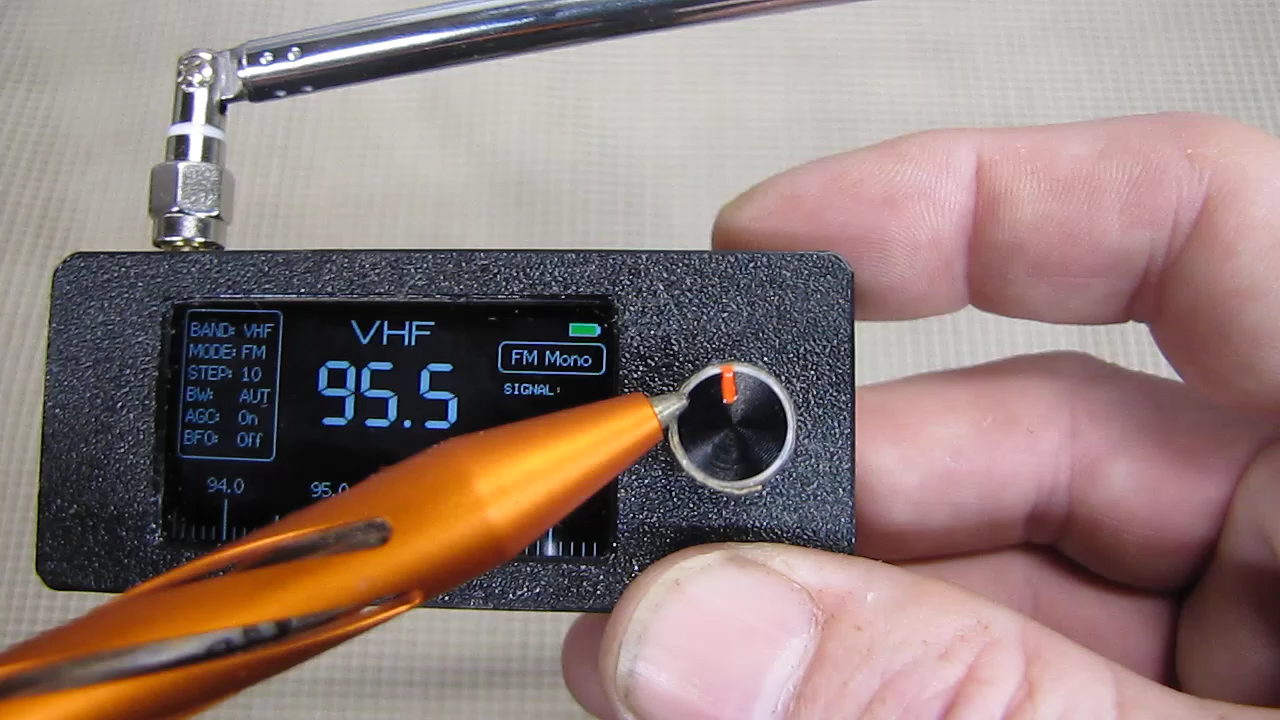 BAND: VHF
MODE: FM
STEP: 10
BW: AUT
AGC: On
BFO: Off
VHF
95.5
FM Mono
SIGNAL:
94.0 95.0